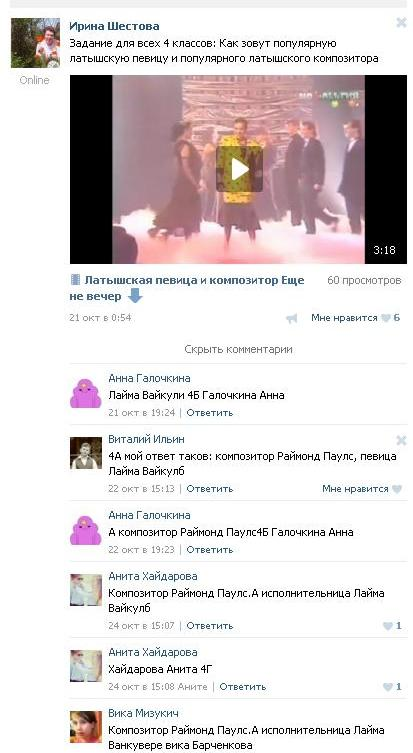 Ирина Шестова
Задание для всех 4 классов: Как зовут популярную
латышскую певицу и популярного латышского композитора
Online
НОСТАЛЬГИЯ
3:18
Латышская певица и композитор Еще
не вечер
60 просмотров
21 окт в 0:54
Мне нравится 6
Скрыть комментарии
Анна Галочкина
Лайма Вайкули 4Б Галочкина Анна
21 окт в 19:24 | Ответить
Виталий Ильин
4А мой ответ таков: композитор Раймонд Паулс, певица
Лайма Вайкулб
22 окт в 15:13 | Ответить
Мне нравится
Анна Галочкина
А композитор Раймонд Паулс4Б Галочкина Анна
22 окт в 19:23 | Ответить
Анита Хайдарова
Композитор Раймонд Паулс.А исполнительница Лайма
Вайкулб
24 окт в 15:07 | Ответить
1
Анита Хайдарова
Хайдарова Анита 4Г
24 окт в 15:08 Аните | Ответить
1
Вика Мизукич
Композитор Раймонд Паулс.А исполнительница Лайма
Ванкувере вика Барченкова